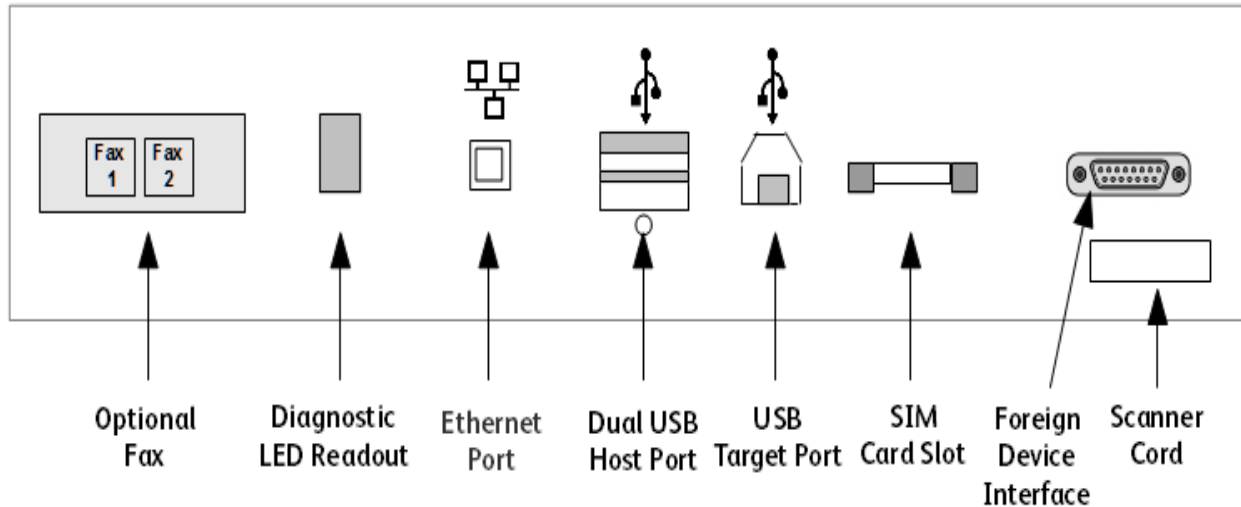 Fax
1
Fax
2
Optional
Fax
Diagnostic
LED Readout
Ethernet
Port
Dual USB
Host Port
USB
Target Port
SIM
Card Slot
Foreign
Device
Interface
Scanner
Cord